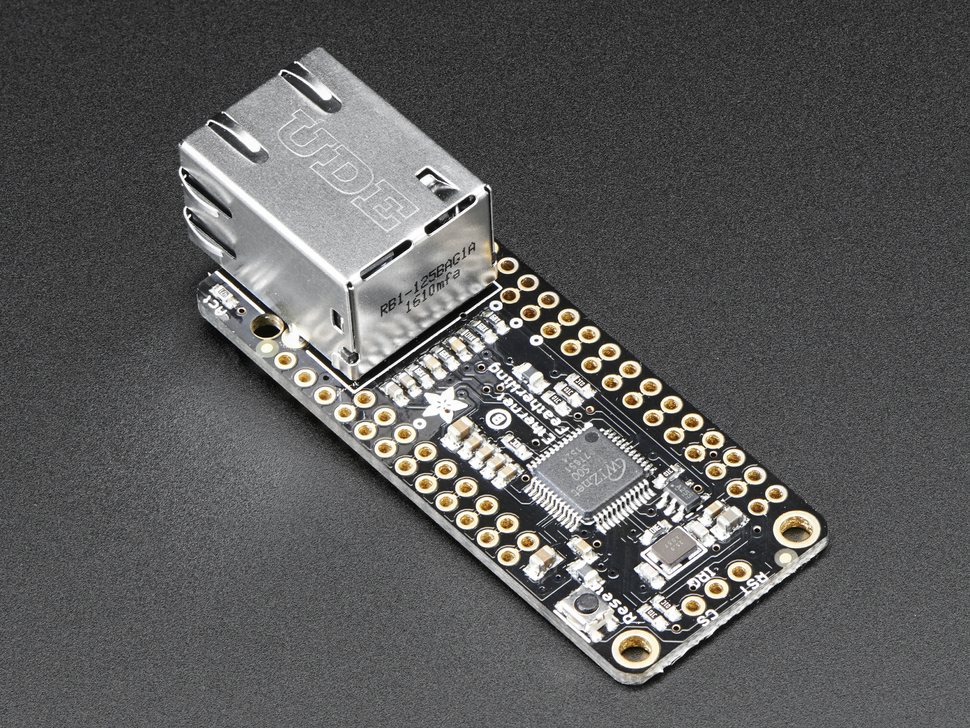 UDE
RB1-125BAG1A
1610mfa
Act
Ethernet
FeatherWing
B
WIZnet
Reset
IRQ
RST
CS